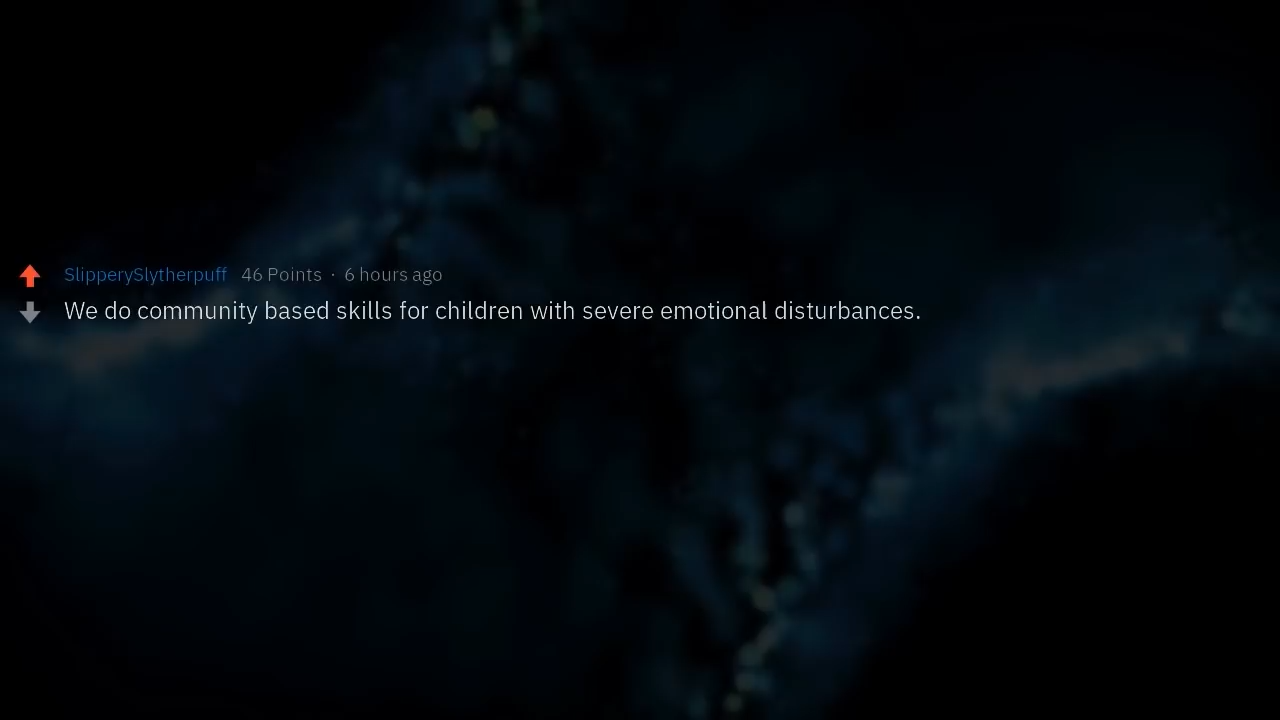 SlipperySlytherpuff 46 Points · 6 hours ago
We do community based skills for children with severe emotional disturbances.